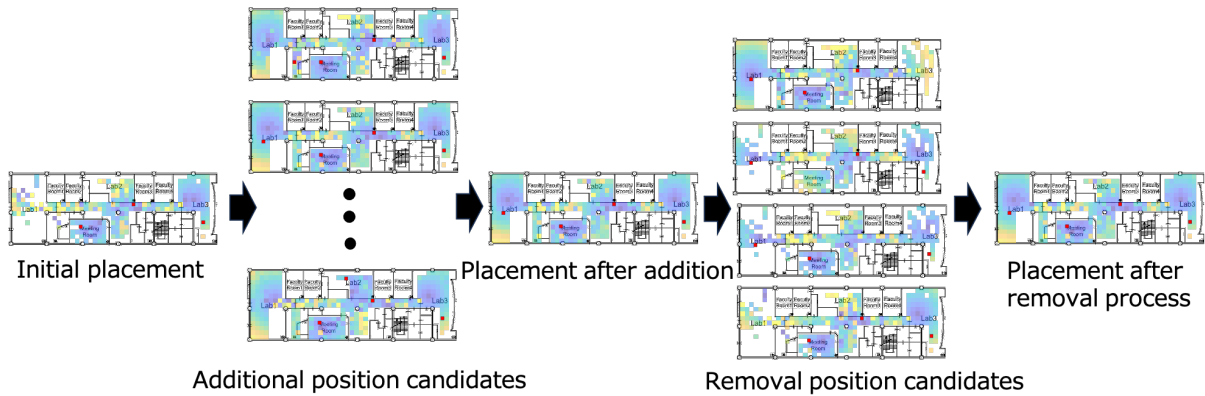 Initial placement
Additional position candidates
Placement after addition
Removal position candidates
Placement after
removal process
Faculty Room1
Faculty Room2
Lab2
Faculty Room3
Faculty Room4
Lab1
Lab3
Meeting
Room